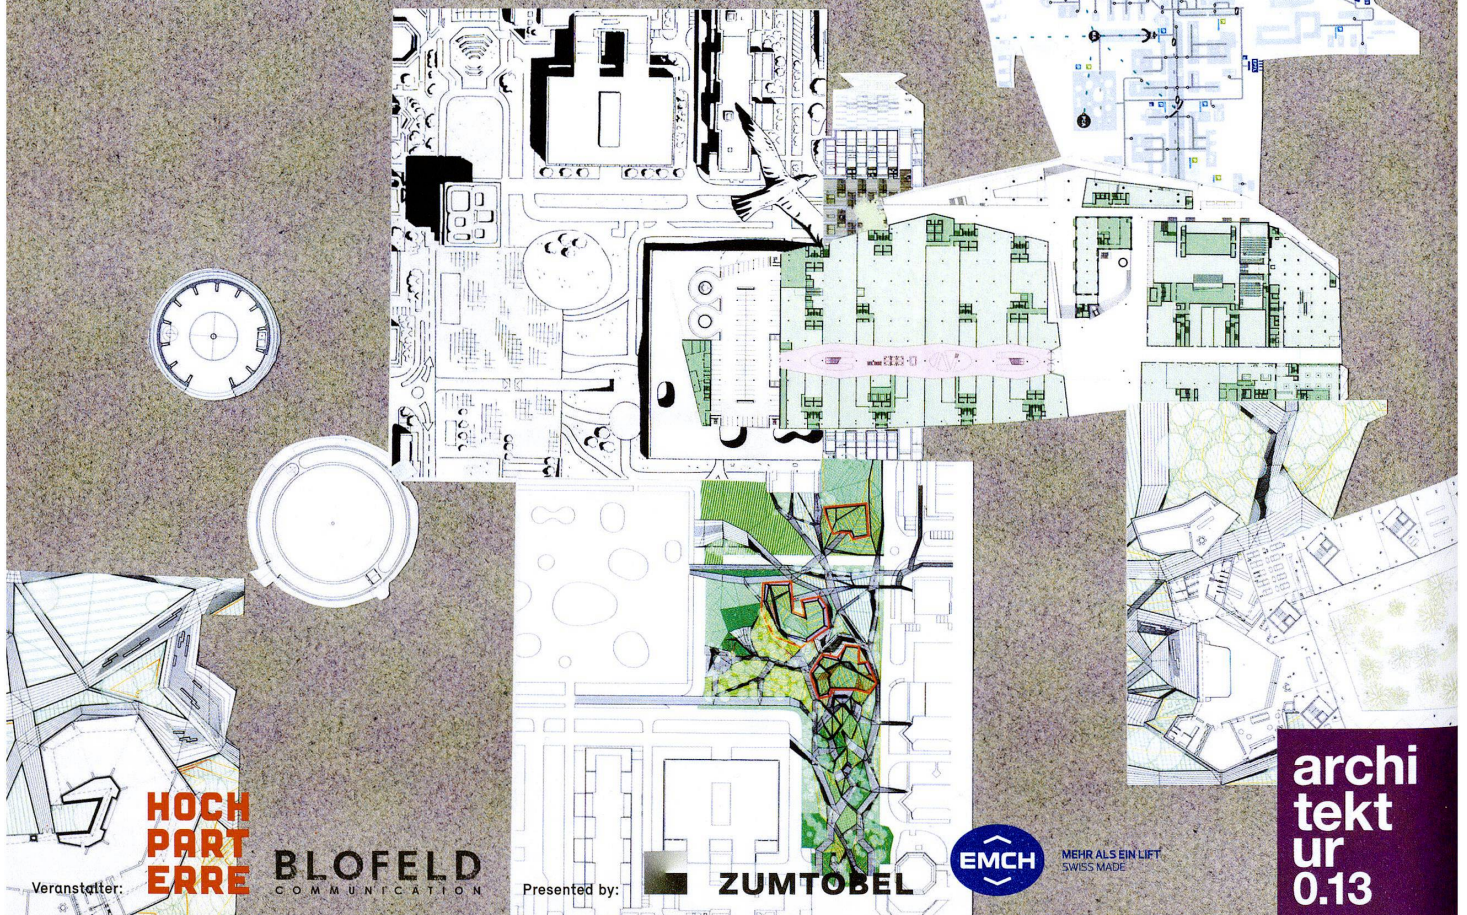 Veranstalter:
HOCH
PART
ERRE
BLOFELD
COMMUNICATION
Presented by:
ZUMTOBEL
EMCH
MEHR ALS EIN LIFT
SWISS MADE
archi
tekt
ur
0.13